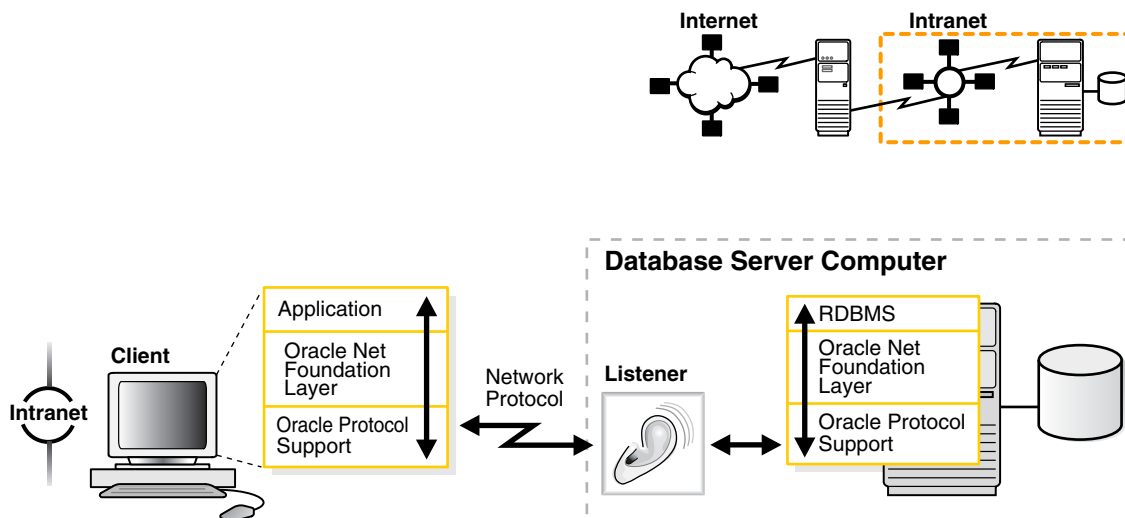 Internet
Intranet
Database Server Computer
Application
Oracle Net
Foundation
Layer
Oracle Protocol
Support
Client
Intranet
Network
Protocol
Listener
RDBMS
Oracle Net
Foundation
Layer
Oracle Protocol
Support